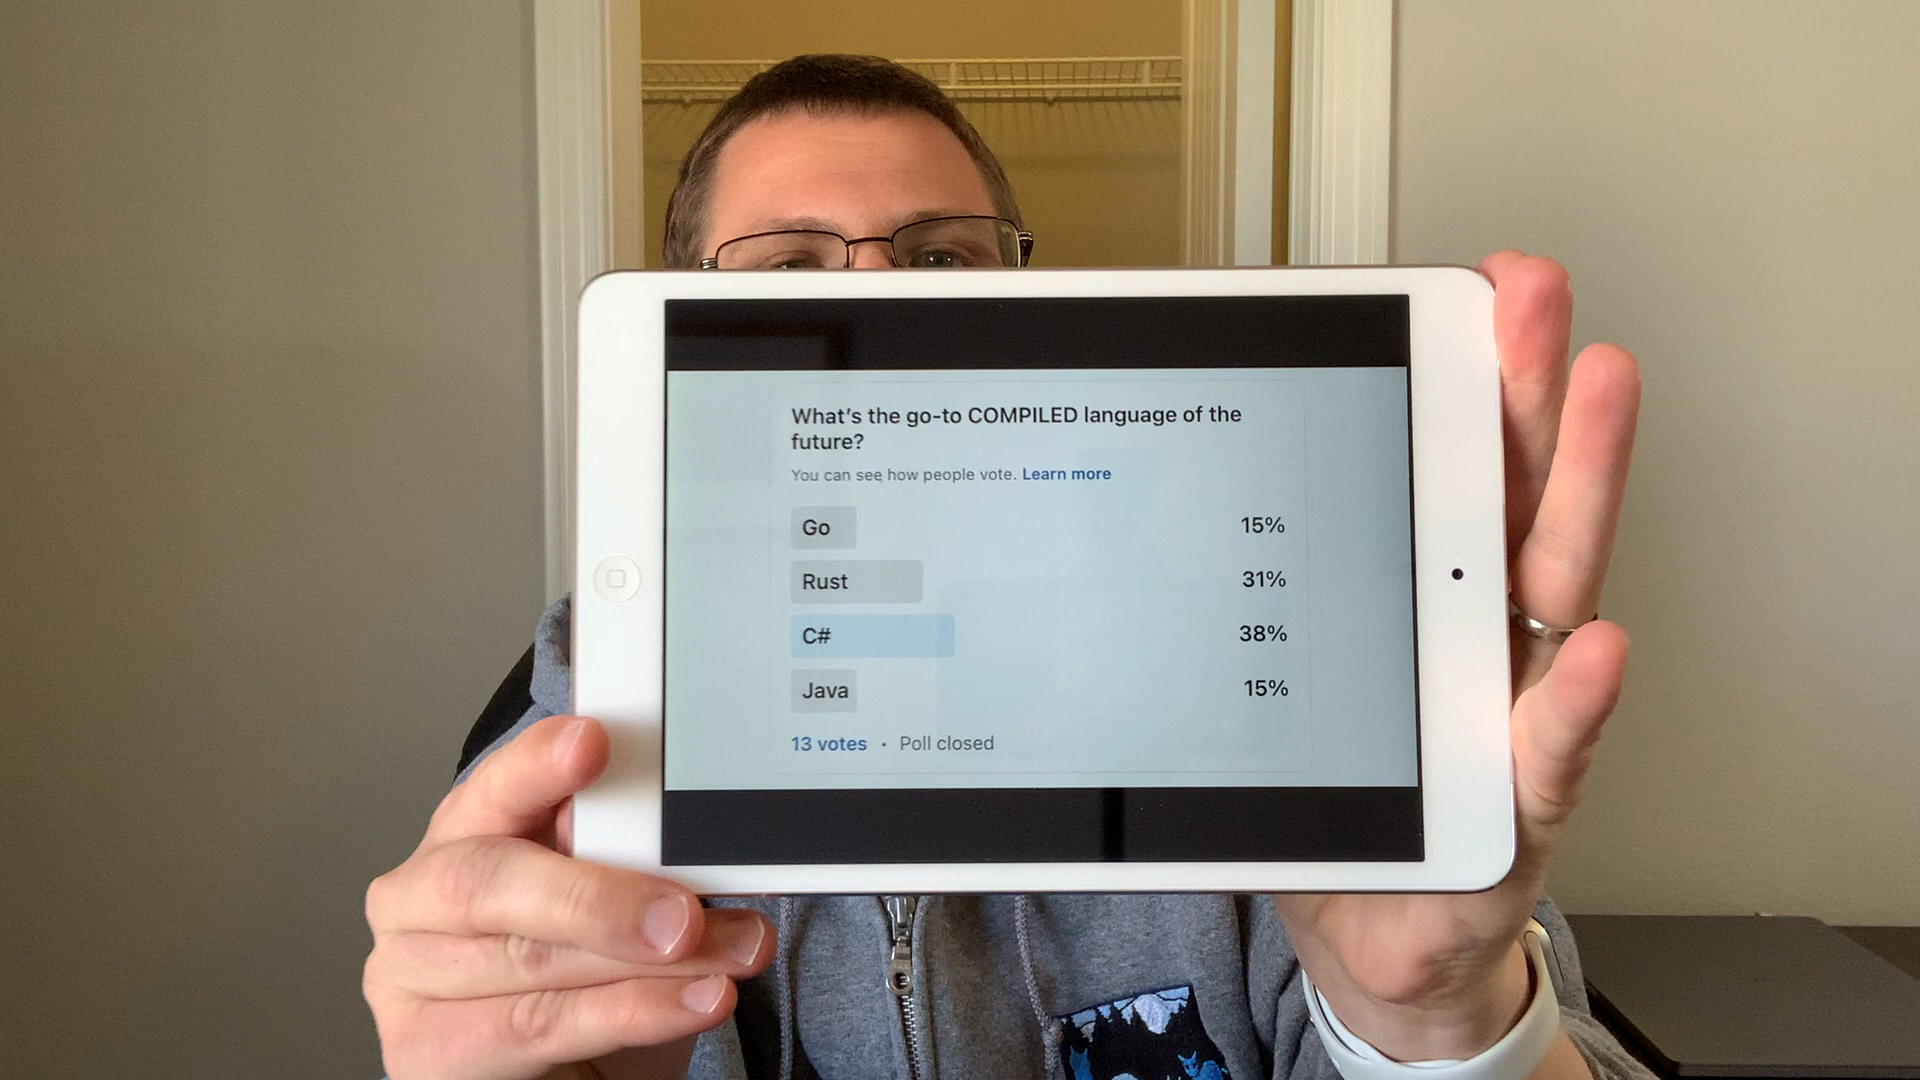 What's the go-to COMPILED language of the
future?
You can see how people vote. Learn more
Go 15%
Rust 31%
C# 38%
Java 15%
13 votes • Poll closed